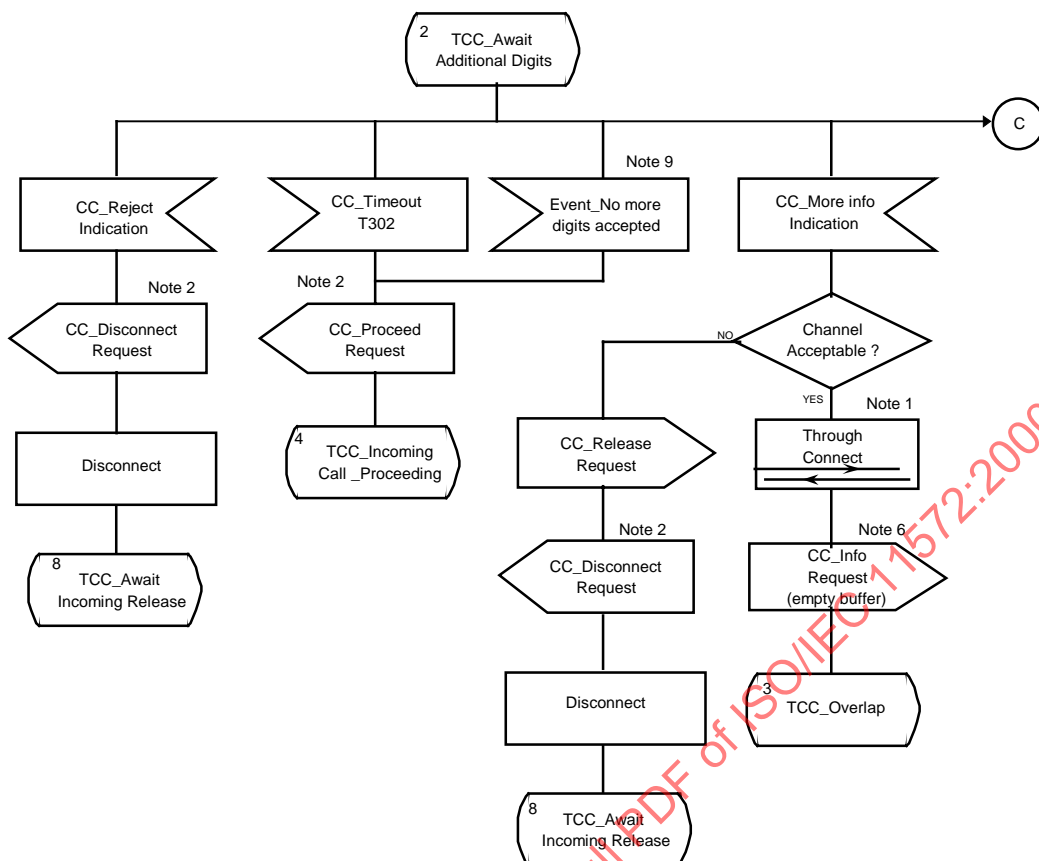 2
TCC_Await
Additional Digits
C
Note 9
CC_Reject
Indication
CC_Timeout
T302
Event_No more
digits accepted
CC_More info
Indication
Note 2
Note 2
CC_Disconnect
Request
CC_Proceed
Request
NO
Channel
Acceptable ?
YES
Note 1
Disconnect
4
TCC_Incoming
Call _Proceeding
CC_Release
Request
Through
Connect
8
TCC_Await
Incoming Release
Note 2
CC_Disconnect
Request
Note 6
CC_Info
Request
(empty buffer)
Disconnect
3
TCC_Overlap
8
TCC_Await
Incoming Release
PDF of ISO/IEC 11572:2000